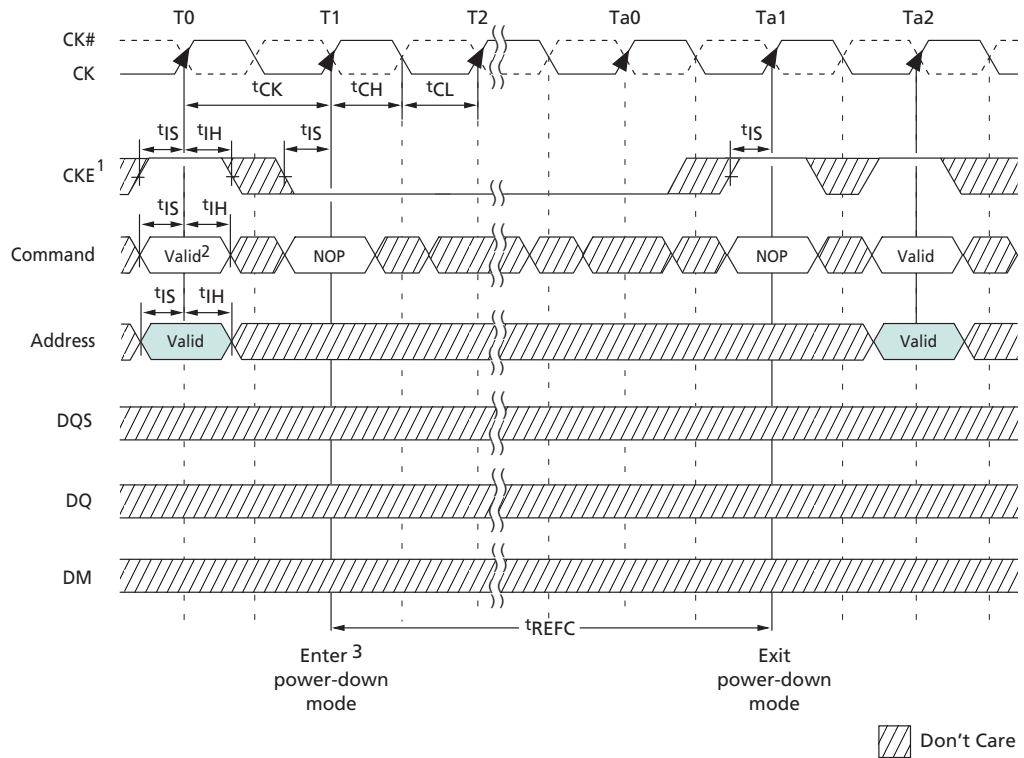 T0 T1 T2 Ta0 Ta1 Ta2
CK#
CK
tCK tCH tCL
tIS tIH tIS tIS
CKE1
tIS tIH
Command Valid2 NOP NOP Valid
tIS tIH
Address Valid Valid
DQS
DQ
DM
tREFC
Enter 3
power-down
mode
Exit
power-down
mode
Don't Care